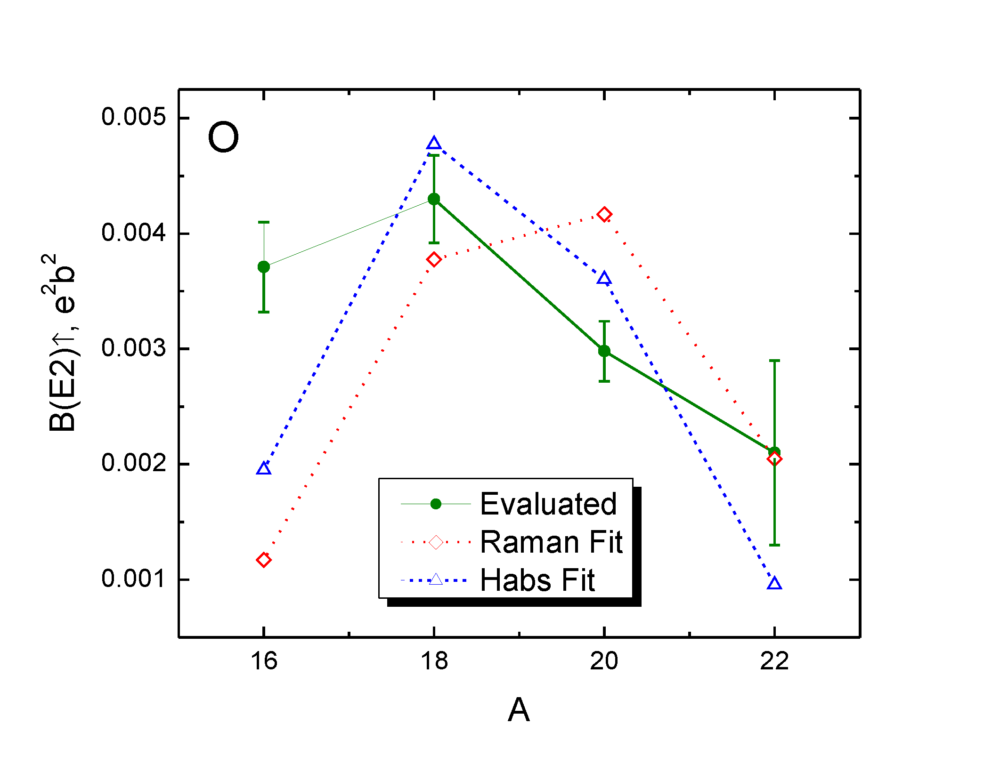 O
0.005
0.004
0.003
0.002
0.001
B(E2)↑, e²b²
Evaluated
Raman Fit
Habs Fit
16 18 20 22
A